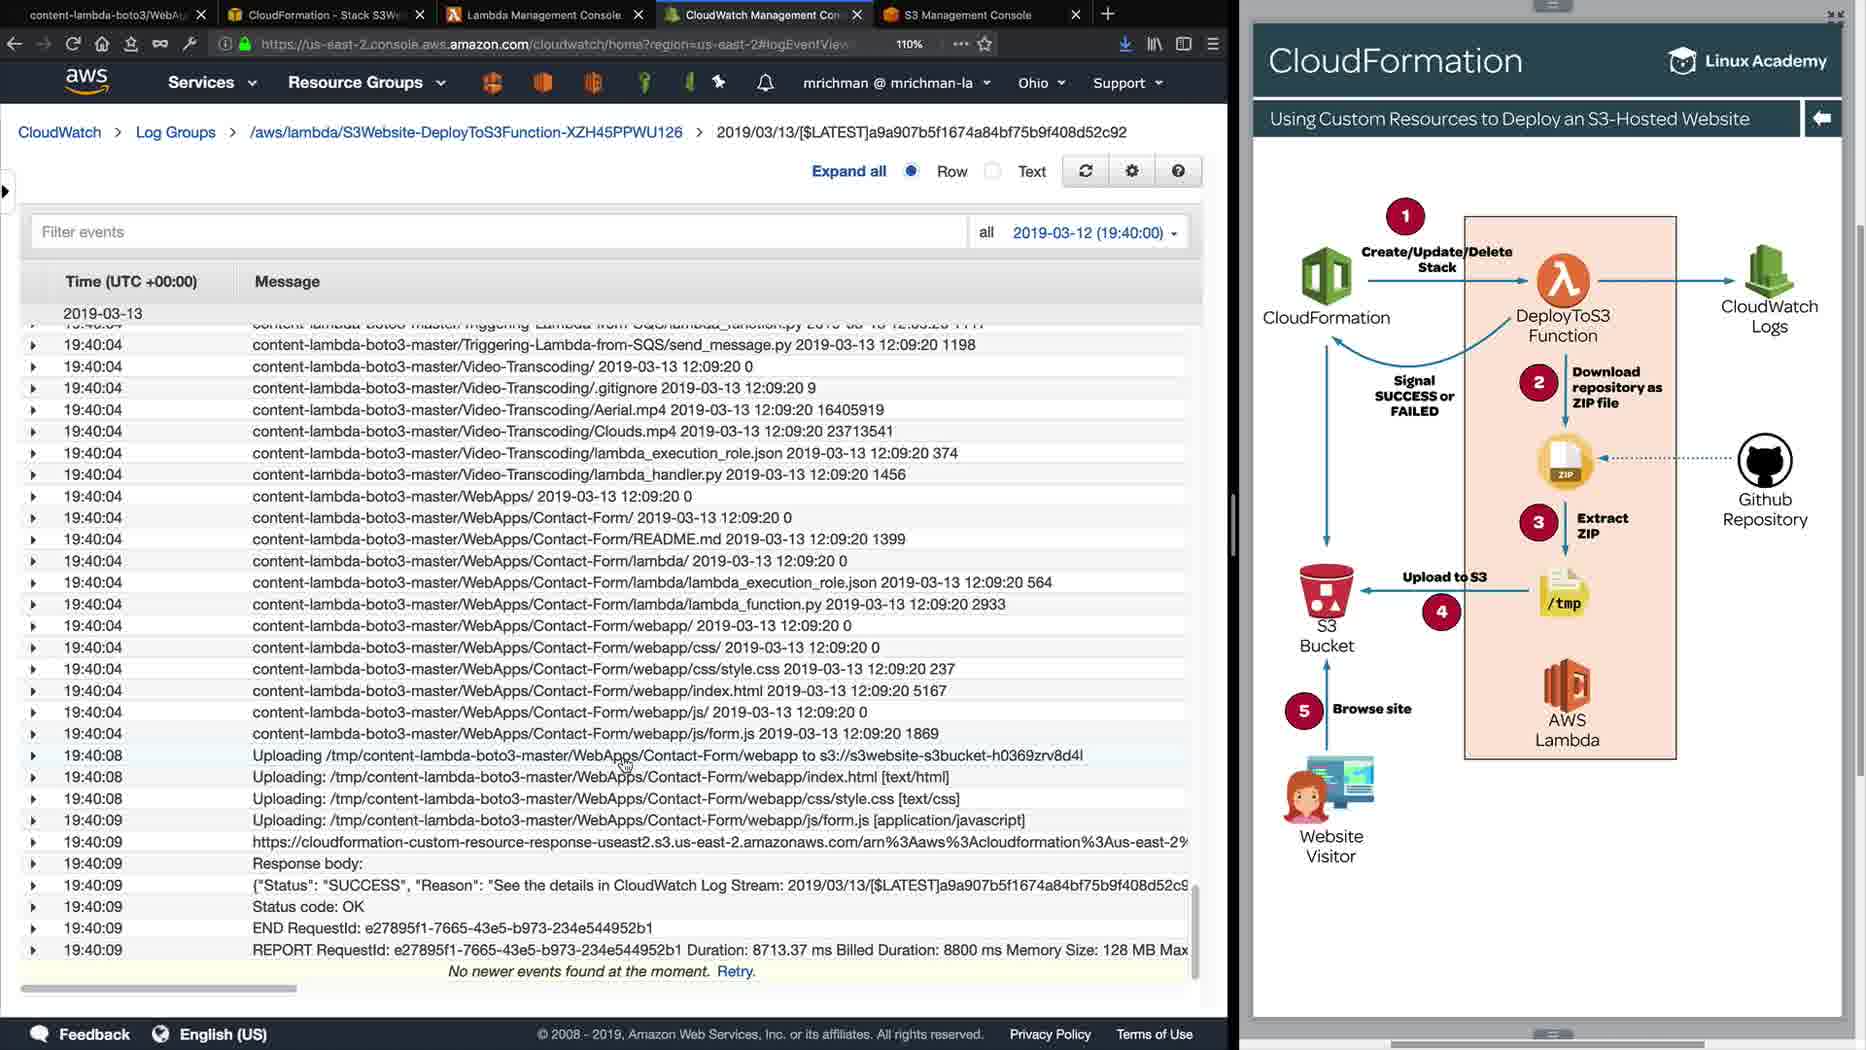 content-lambda-boto3/WebAu
CloudFormation - Stack S3We
Lambda Management Console
CloudWatch Management Con
S3 Management Console
https://us-east-2.console.aws.amazon.com/cloudwatch/home?region=us-east-2#logEventView
110%
aws
Services
Resource Groups
mrichman @ mrichman-la
Ohio
Support
CloudWatch > Log Groups > /aws/lambda/S3Website-DeployToS3Function-XZH45PPWU126 > 2019/03/13/[$LATEST]a9a907b5f1674a84bf75b9f408d52c92
Expand all Row Text
Filter events
all 2019-03-12 (19:40:00)
Time (UTC +00:00) Message
2019-03-13
19:40:04 content-lambda-boto3-master/Triggering-Lambda-from-SQS/send_message.py 2019-03-13 12:09:20 1198
19:40:04 content-lambda-boto3-master/Video-Transcoding/ 2019-03-13 12:09:20 0
19:40:04 content-lambda-boto3-master/Video-Transcoding/.gitignore 2019-03-13 12:09:20 9
19:40:04 content-lambda-boto3-master/Video-Transcoding/Aerial.mp4 2019-03-13 12:09:20 16405919
19:40:04 content-lambda-boto3-master/Video-Transcoding/Clouds.mp4 2019-03-13 12:09:20 23713541
19:40:04 content-lambda-boto3-master/Video-Transcoding/lambda_execution_role.json 2019-03-13 12:09:20 374
19:40:04 content-lambda-boto3-master/Video-Transcoding/lambda_handler.py 2019-03-13 12:09:20 1456
19:40:04 content-lambda-boto3-master/WebApps/ 2019-03-13 12:09:20 0
19:40:04 content-lambda-boto3-master/WebApps/Contact-Form/ 2019-03-13 12:09:20 0
19:40:04 content-lambda-boto3-master/WebApps/Contact-Form/README.md 2019-03-13 12:09:20 1399
19:40:04 content-lambda-boto3-master/WebApps/Contact-Form/lambda/ 2019-03-13 12:09:20 0
19:40:04 content-lambda-boto3-master/WebApps/Contact-Form/lambda/lambda_execution_role.json 2019-03-13 12:09:20 564
19:40:04 content-lambda-boto3-master/WebApps/Contact-Form/lambda/lambda_function.py 2019-03-13 12:09:20 2933
19:40:04 content-lambda-boto3-master/WebApps/Contact-Form/webapp/ 2019-03-13 12:09:20 0
19:40:04 content-lambda-boto3-master/WebApps/Contact-Form/webapp/css/ 2019-03-13 12:09:20 0
19:40:04 content-lambda-boto3-master/WebApps/Contact-Form/webapp/css/style.css 2019-03-13 12:09:20 237
19:40:04 content-lambda-boto3-master/WebApps/Contact-Form/webapp/index.html 2019-03-13 12:09:20 5167
19:40:04 content-lambda-boto3-master/WebApps/Contact-Form/webapp/js/ 2019-03-13 12:09:20 0
19:40:04 content-lambda-boto3-master/WebApps/Contact-Form/webapp/js/form.js 2019-03-13 12:09:20 1869
19:40:08 Uploading /tmp/content-lambda-boto3-master/WebApps/Contact-Form/webapp to s3://s3website-s3bucket-h0369zrv8d4l
19:40:08 Uploading: /tmp/content-lambda-boto3-master/WebApps/Contact-Form/webapp/index.html [text/html]
19:40:08 Uploading: /tmp/content-lambda-boto3-master/WebApps/Contact-Form/webapp/css/style.css [text/css]
19:40:09 Uploading: /tmp/content-lambda-boto3-master/WebApps/Contact-Form/webapp/js/form.js [application/javascript]
19:40:09 https://cloudformation-custom-resource-response-useast2.s3.us-east-2.amazonaws.com/arn%3Aaws%3Acloudformation%3Aus-east-2%
19:40:09 Response body:
19:40:09 {"Status": "SUCCESS", "Reason": "See the details in CloudWatch Log Stream: 2019/03/13/[$LATEST]a9a907b5f1674a84bf75b9f408d52c9
19:40:09 Status code: OK
19:40:09 END RequestId: e27895f1-7665-43e5-b973-234e544952b1
19:40:09 REPORT RequestId: e27895f1-7665-43e5-b973-234e544952b1 Duration: 8713.37 ms Billed Duration: 8800 ms Memory Size: 128 MB Max
No newer events found at the moment. Retry.
Feedback
English (US)
© 2008 - 2019, Amazon Web Services, Inc. or its affiliates. All rights reserved.
Privacy Policy
Terms of Use
CloudFormation
Linux Academy
Using Custom Resources to Deploy an S3-Hosted Website
1
Create/Update/Delete
Stack
CloudFormation
DeployToS3
Function
CloudWatch
Logs
Signal
SUCCESS or
FAILED
2
Download
repository as
ZIP file
ZIP
Github
Repository
3
Extract
ZIP
Upload to S3
4
/tmp
S3
Bucket
AWS
Lambda
5
Browse site
Website
Visitor